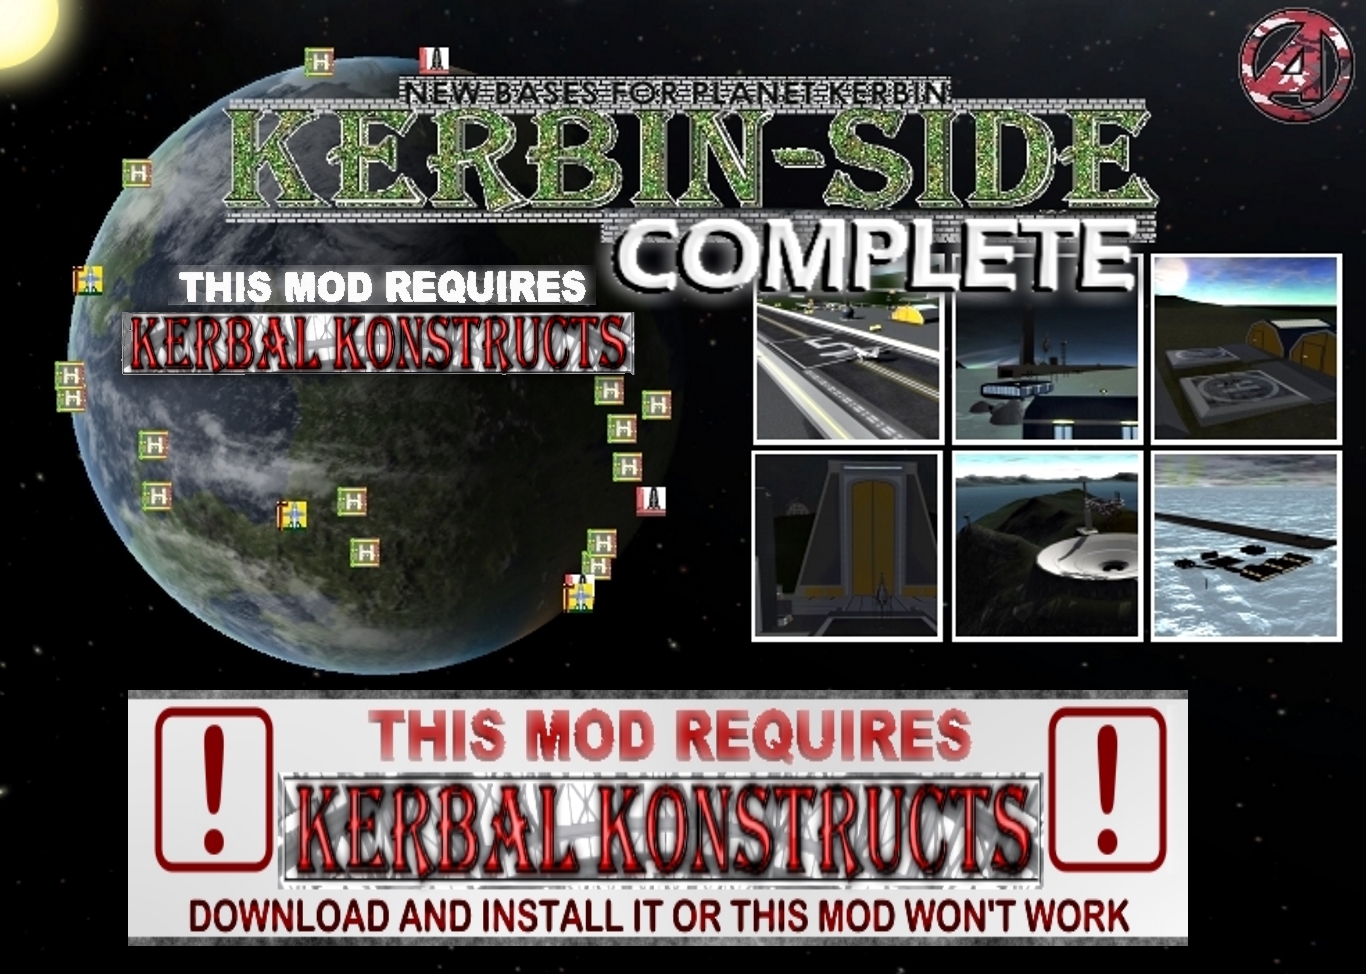 NEW BASES FOR PLANET KERBIN
KERBIN-SIDE
COMPLETE
THIS MOD REQUIRES
KERBAL KONSTRUCTS
THIS MOD REQUIRES
KERBAL KONSTRUCTS
DOWNLOAD AND INSTALL IT OR THIS MOD WON'T WORK